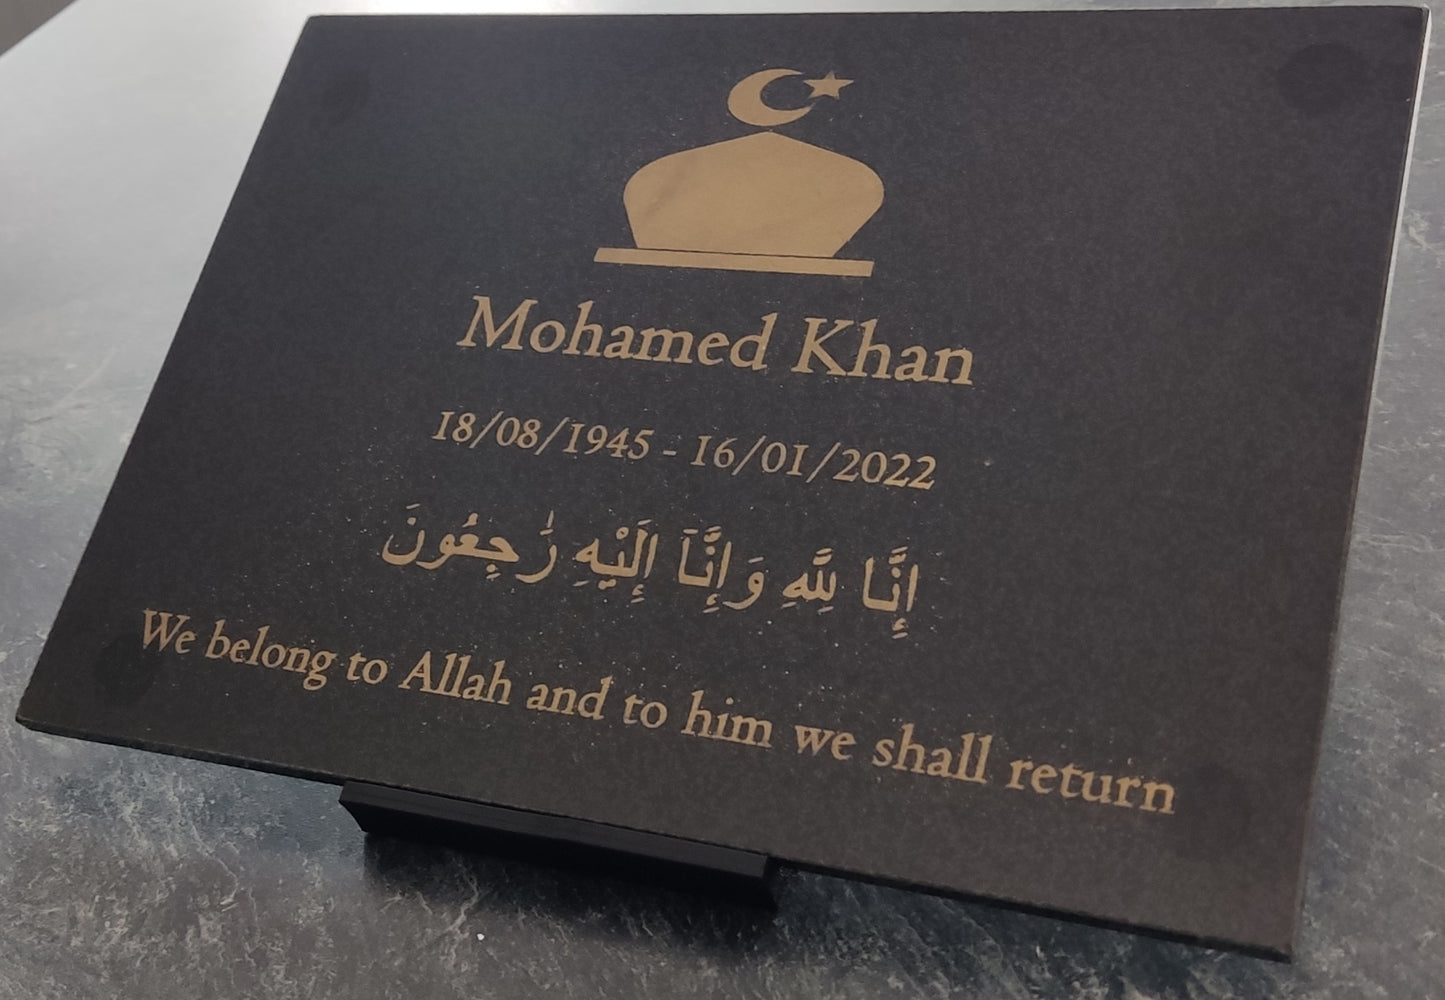 Mohamed Khan
18/08/1945 - 16/01/2022
إِنَّا لِلَّهِ وَإِنَّآ إِلَيْهِ رَٰجِعُونَ
We belong to Allah and to him we shall return